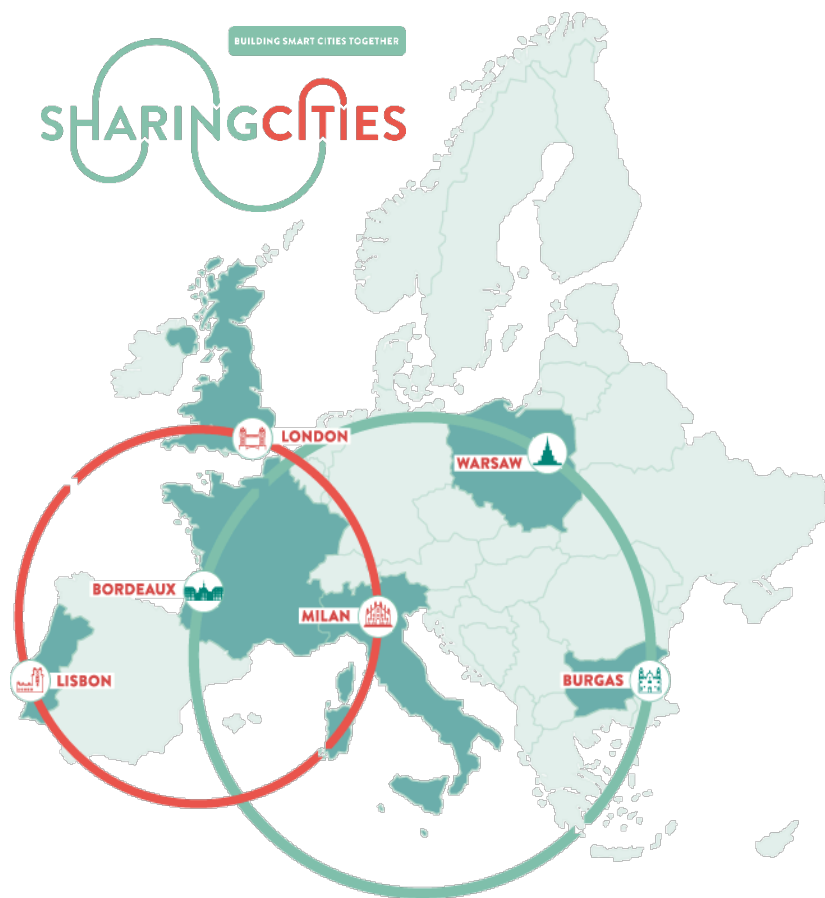 BUILDING SMART CITIES TOGETHER
SHARINGCITIES
LONDON
WARSAW
BORDEAUX
MILAN
LISBON
BURGAS